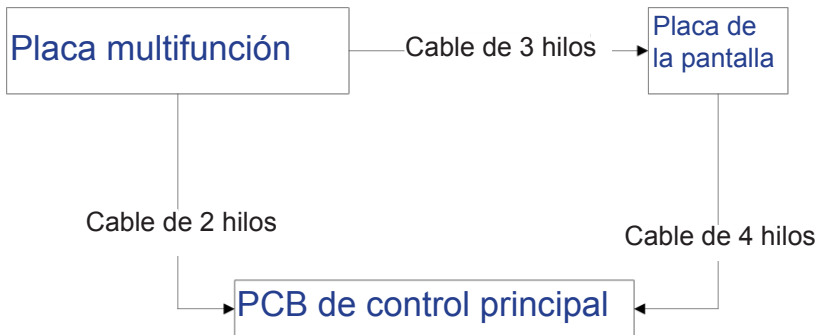 Placa multifunción
Cable de 3 hilos
Placa de
la pantalla
Cable de 2 hilos
Cable de 4 hilos
PCB de control principal